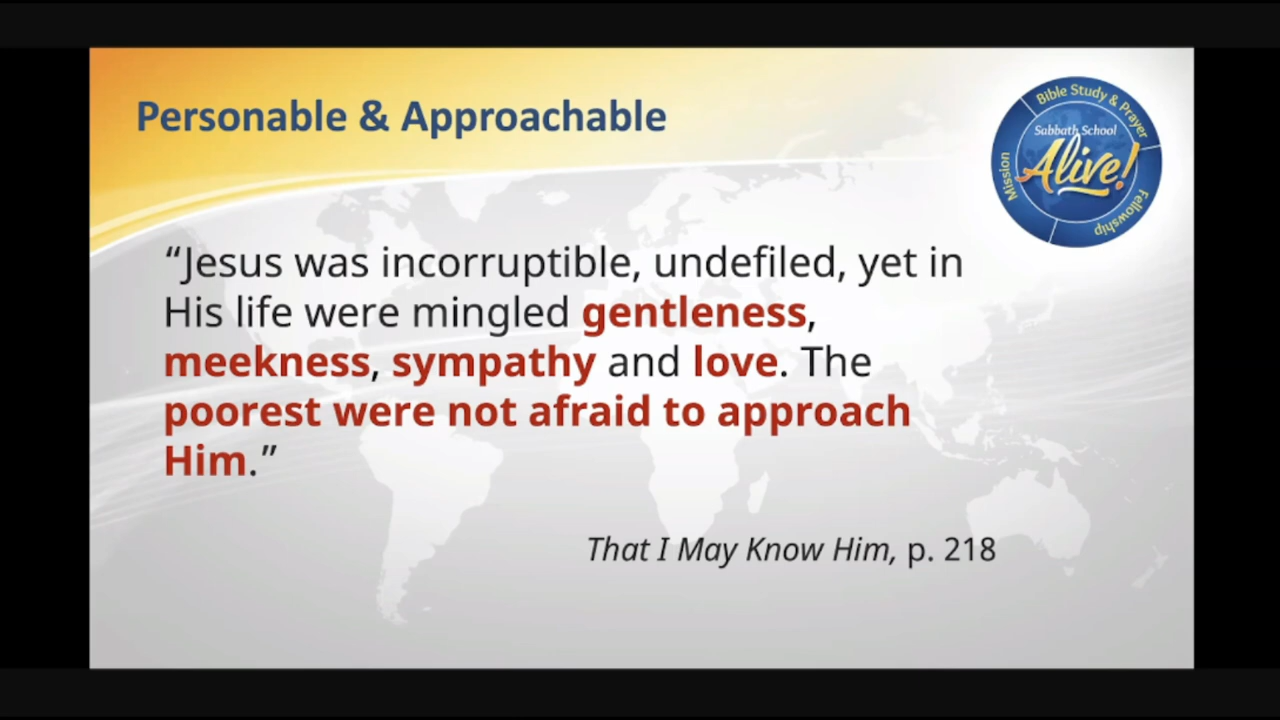 Personable & Approachable
Bible Study & Prayer
Sabbath School
Alive!
Mission
Fellowship
“Jesus was incorruptible, undefiled, yet in
His life were mingled gentleness,
meekness, sympathy and love. The
poorest were not afraid to approach
Him.”
That I May Know Him, p. 218